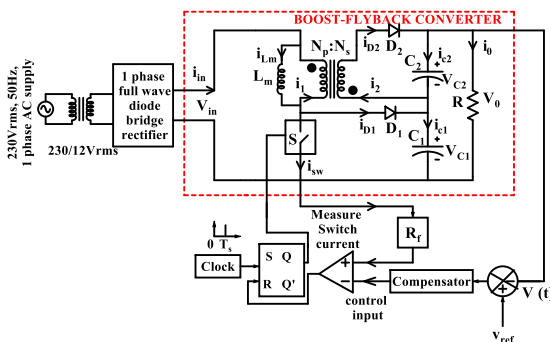 BOOST-FLYBACK CONVERTER
230Vrms, 50Hz,
1 phase AC supply
230/12Vrms
1 phase
full wave
diode
bridge
rectifier
i_in
V_in
i_Lm
L_m
N_p:N_s
i_1
i_2
i_D2
D_2
i_c2
C_2
V_C2
i_0
R
V_0
i_D1
D_1
i_c1
C_1
V_C1
S
i_sw
Measure
Switch
current
R_f
0 T_s
Clock
S Q
R Q'
+
−
control
input
Compensator
+
−
V (t)
v_ref